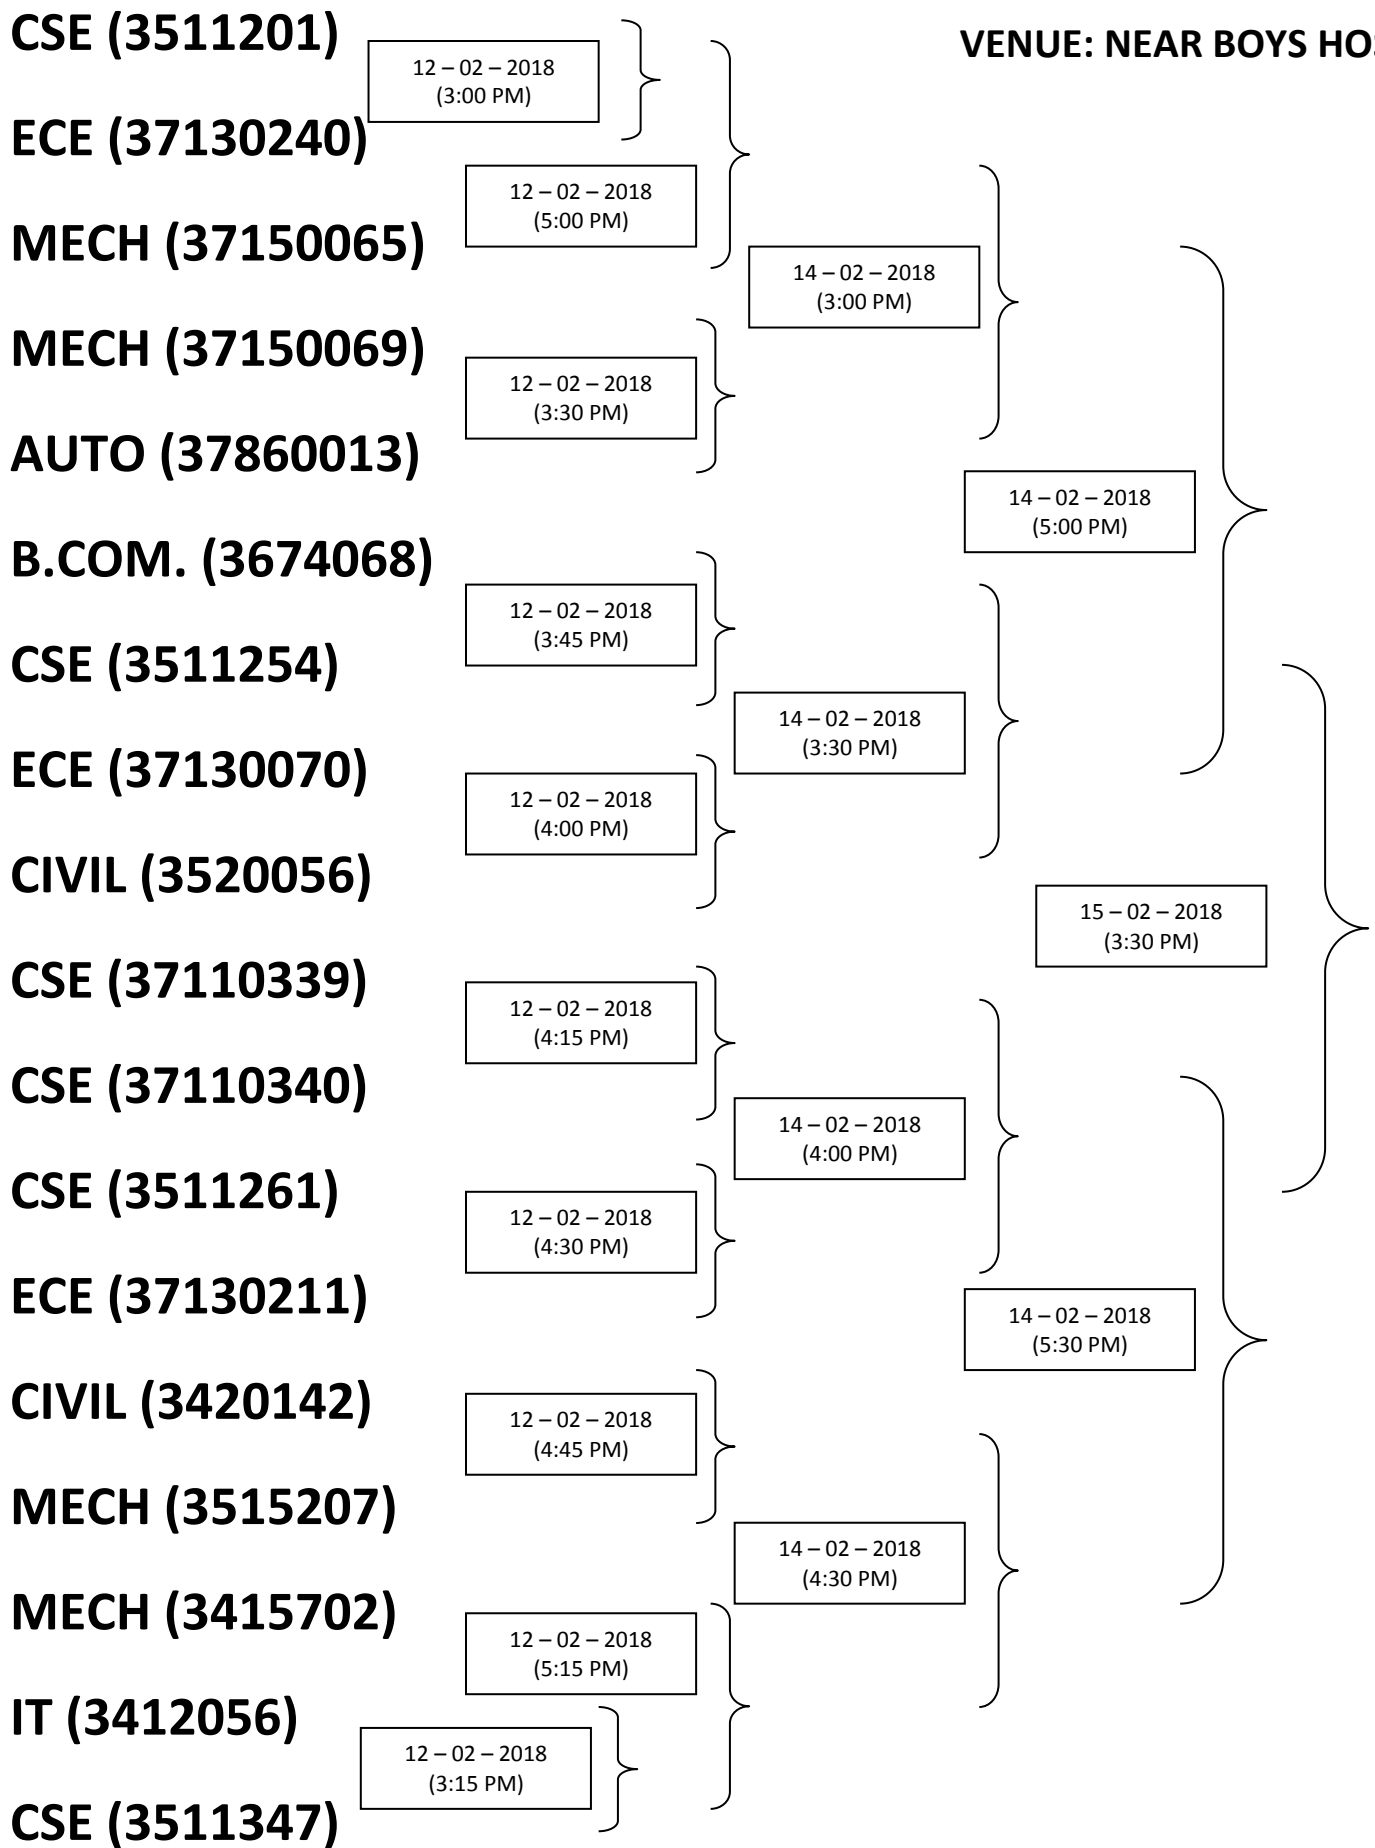 CSE (3511201)
VENUE: NEAR BOYS
12 – 02 – 2018
(3:00 PM)
ECE (37130240)
12 – 02 – 2018
(5:00 PM)
MECH (37150065)
14 – 02 – 2018
(3:00 PM)
MECH (37150069)
12 – 02 – 2018
(3:30 PM)
AUTO (37860013)
14 – 02 – 2018
(5:00 PM)
B.COM. (3674068)
12 – 02 – 2018
(3:45 PM)
CSE (3511254)
14 – 02 – 2018
(3:30 PM)
ECE (37130070)
12 – 02 – 2018
(4:00 PM)
CIVIL (3520056)
15 – 02 – 2018
(3:30 PM)
CSE (37110339)
12 – 02 – 2018
(4:15 PM)
CSE (37110340)
14 – 02 – 2018
(4:00 PM)
CSE (3511261)
12 – 02 – 2018
(4:30 PM)
ECE (37130211)
14 – 02 – 2018
(5:30 PM)
CIVIL (3420142)
12 – 02 – 2018
(4:45 PM)
MECH (3515207)
14 – 02 – 2018
(4:30 PM)
MECH (3415702)
12 – 02 – 2018
(5:15 PM)
IT (3412056)
12 – 02 – 2018
(3:15 PM)
CSE (3511347)